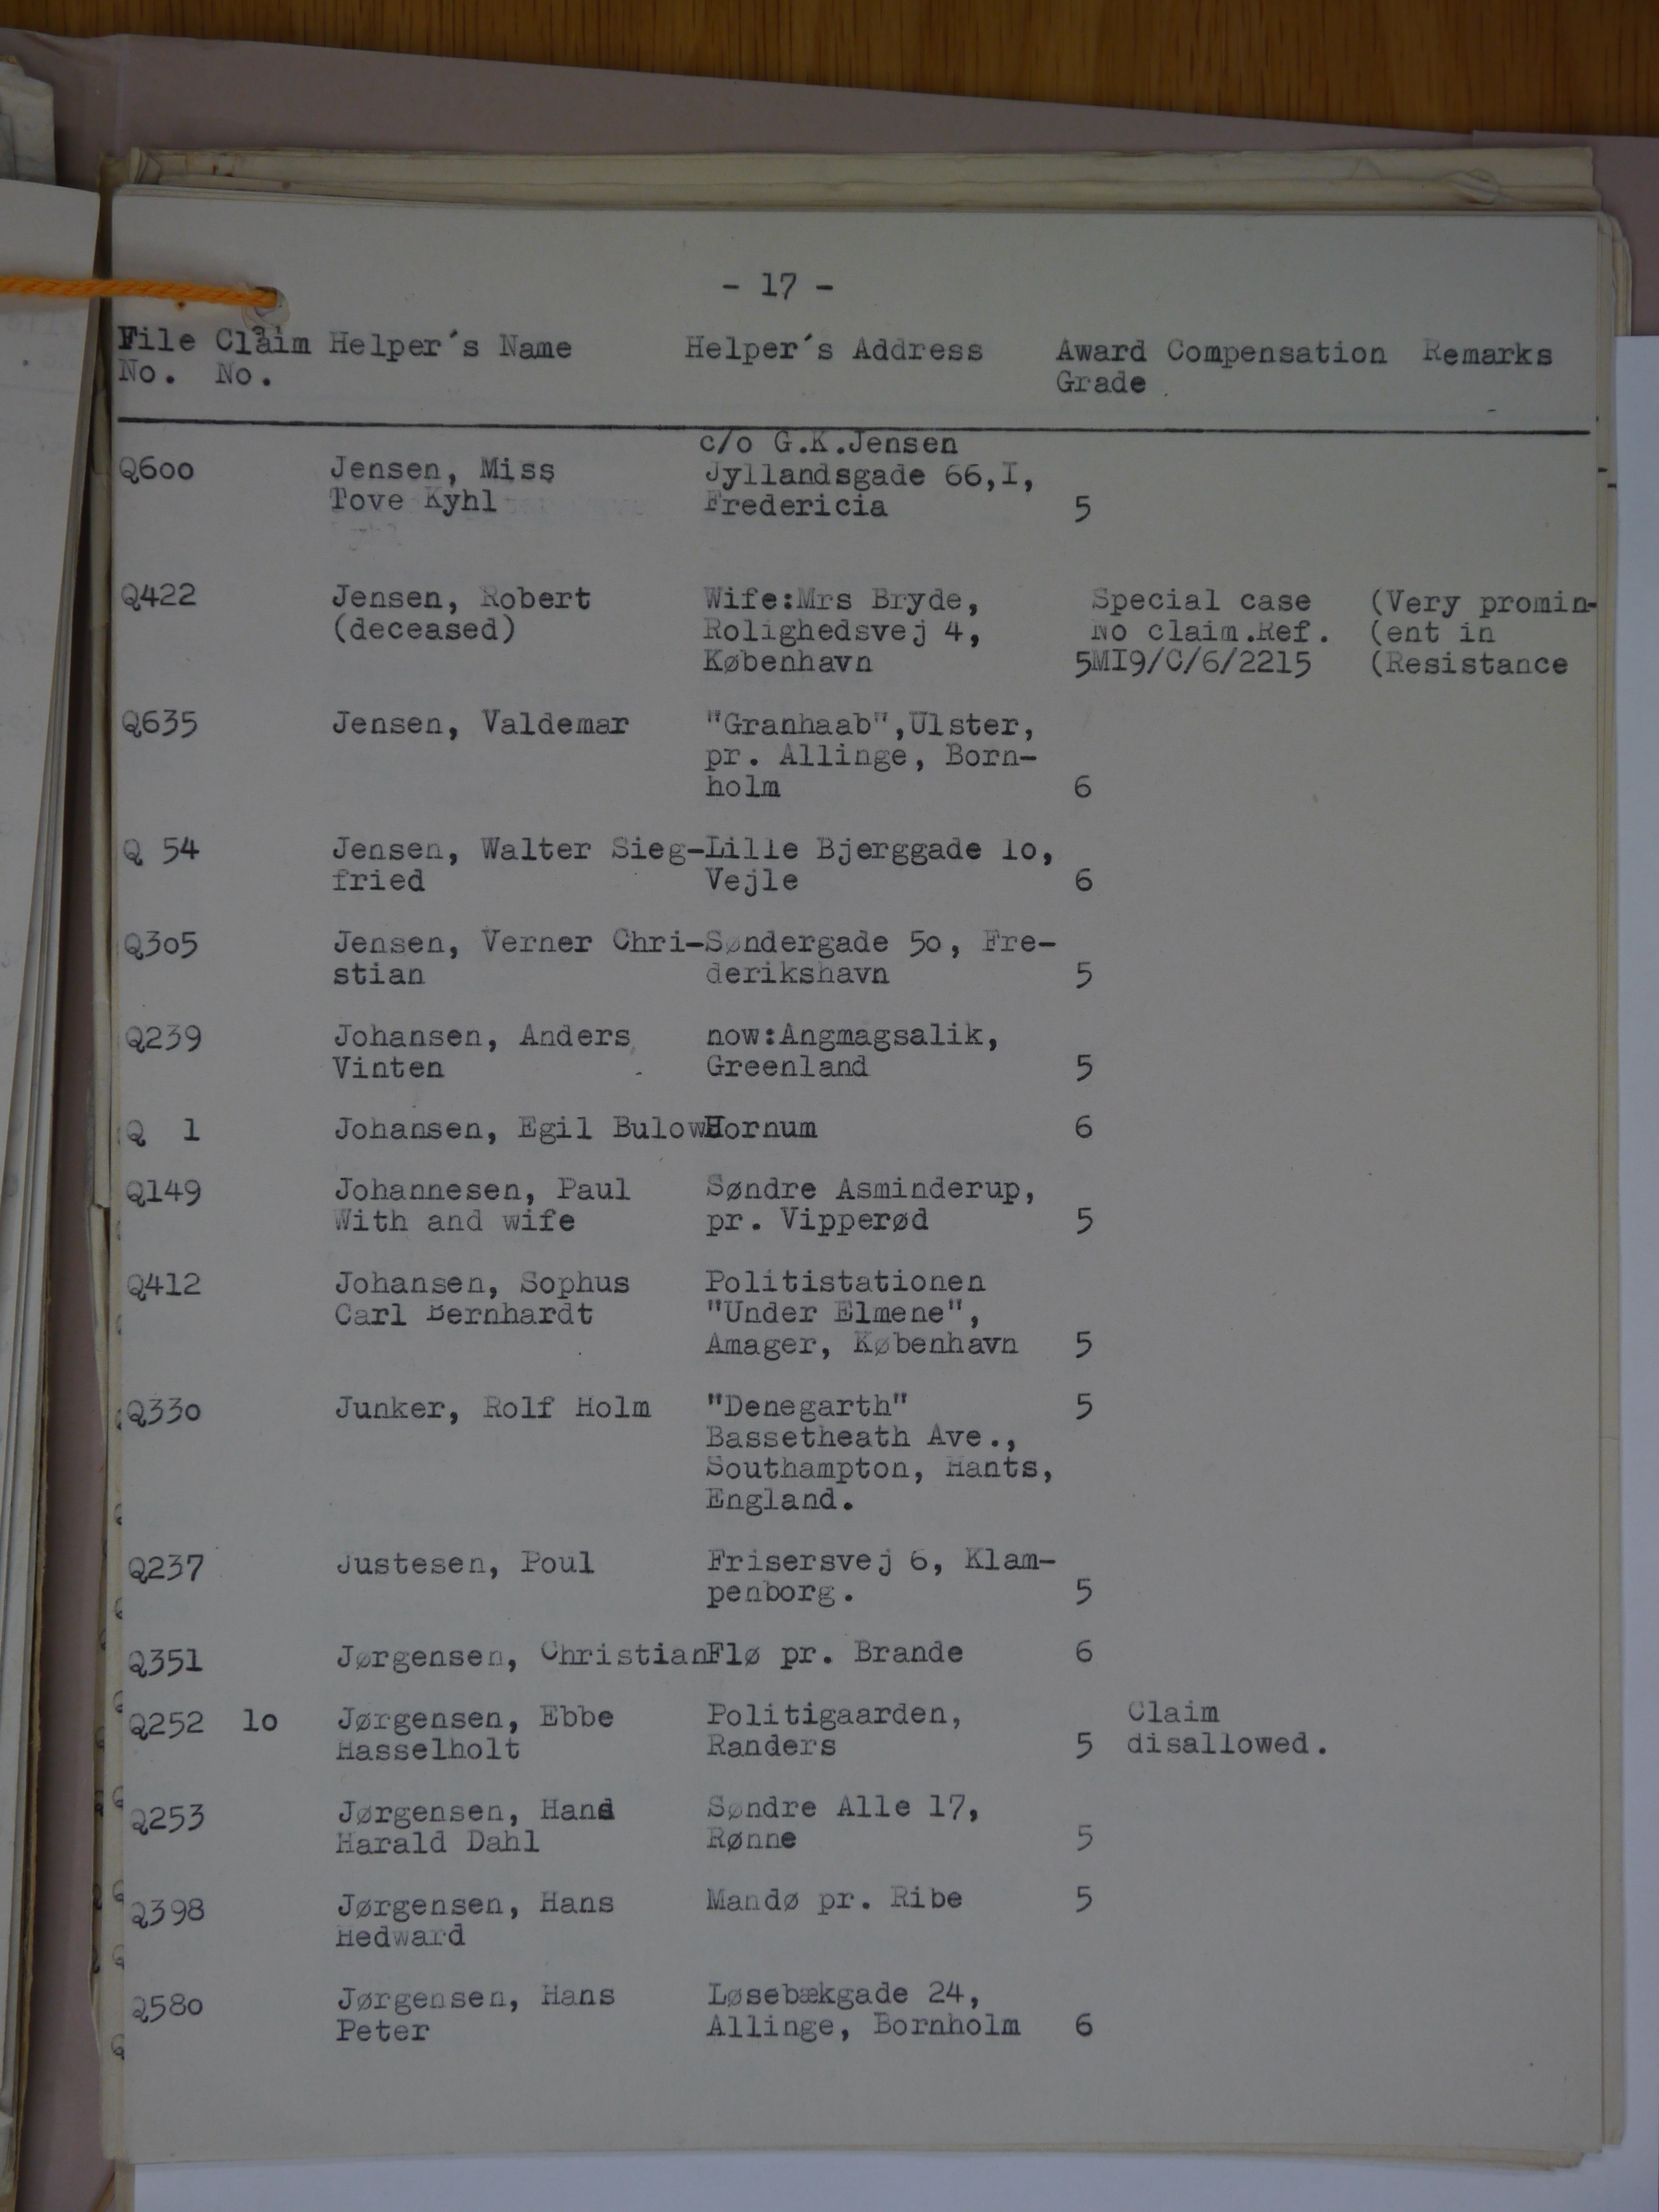 - 17 -
File Claim Helper's Name Helper's Address Award Compensation Remarks
No. No. Grade
c/o G.K.Jensen
Q6oo Jensen, Miss Jyllandsgade 66,I,
Tove Kyhl Fredericia 5
Q422 Jensen, Robert Wife:Mrs Bryde, Special case (Very promin-
(deceased) Rolighedsvej 4, No claim.Ref. (ent in
København 5MI9/C/6/2215 (Resistance
Q635 Jensen, Valdemar "Granhaab",Ulster,
pr. Allinge, Born-
holm 6
Q 54 Jensen, Walter Sieg-Lille Bjerggade 1o,
fried Vejle 6
Q3o5 Jensen, Verner Chri-Søndergade 5o, Fre-
stian derikshavn 5
Q239 Johansen, Anders now:Angmagsalik,
Vinten Greenland 5
Q 1 Johansen, Egil Bulow Hornum 6
Q149 Johannesen, Paul Søndre Asminderup,
With and wife pr. Vipperød 5
Q412 Johansen, Sophus Politistationen
Carl Bernhardt "Under Elmene",
Amager, København 5
Q33o Junker, Rolf Holm "Denegarth" 5
Bassetheath Ave.,
Southampton, Hants,
England.
Q237 Justesen, Poul Frisersvej 6, Klam-
penborg. 5
Q351 Jørgensen, Christian Flø pr. Brande 6
Q252 1o Jørgensen, Ebbe Politigaarden, Claim
Hasselholt Randers 5 disallowed.
Q253 Jørgensen, Hans Søndre Alle 17,
Harald Dahl Rønne 5
Q398 Jørgensen, Hans Mandø pr. Ribe 5
Hedward
Q58o Jørgensen, Hans Løsebækgade 24,
Peter Allinge, Bornholm 6